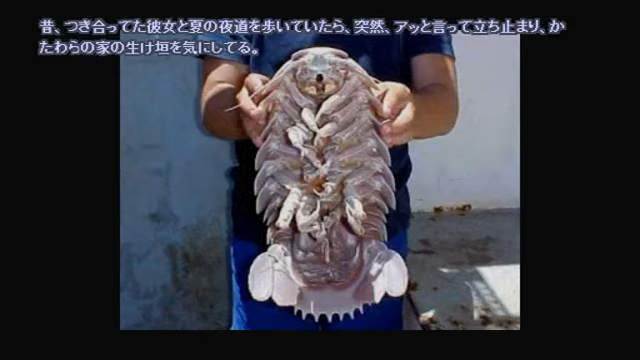 昔、つき合ってた彼女と夏の夜道を歩いていたら、突然、アッと言って立ち止まり、か
たわらの家の生け垣を気にしてる。